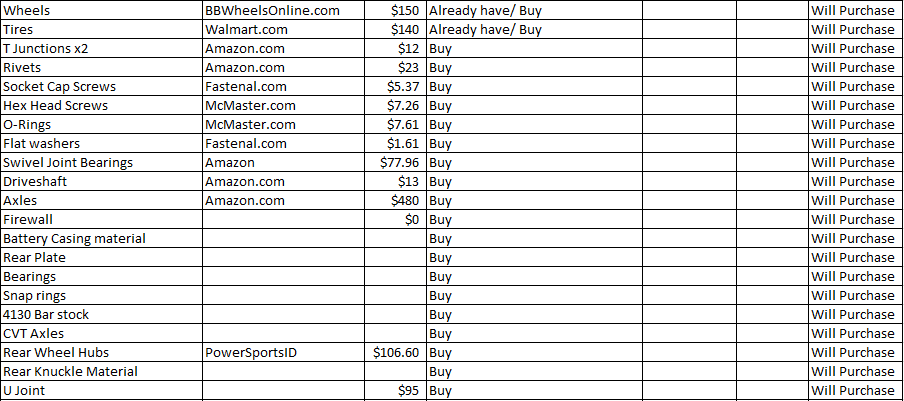 Wheels BBWheelsOnline.com $150 Already have/ Buy Will Purchase
Tires Walmart.com $140 Already have/ Buy Will Purchase
T Junctions x2 Amazon.com $12 Buy Will Purchase
Rivets Amazon.com $23 Buy Will Purchase
Socket Cap Screws Fastenal.com $5.37 Buy Will Purchase
Hex Head Screws McMaster.com $7.26 Buy Will Purchase
O-Rings McMaster.com $7.61 Buy Will Purchase
Flat washers Fastenal.com $1.61 Buy Will Purchase
Swivel Joint Bearings Amazon $77.96 Buy Will Purchase
Driveshaft Amazon.com $13 Buy Will Purchase
Axles Amazon.com $480 Buy Will Purchase
Firewall $0 Buy Will Purchase
Battery Casing material Buy Will Purchase
Rear Plate Buy Will Purchase
Bearings Buy Will Purchase
Snap rings Buy Will Purchase
4130 Bar stock Buy Will Purchase
CVT Axles Buy Will Purchase
Rear Wheel Hubs PowerSportsID $106.60 Buy Will Purchase
Rear Knuckle Material Buy Will Purchase
U Joint $95 Buy Will Purchase